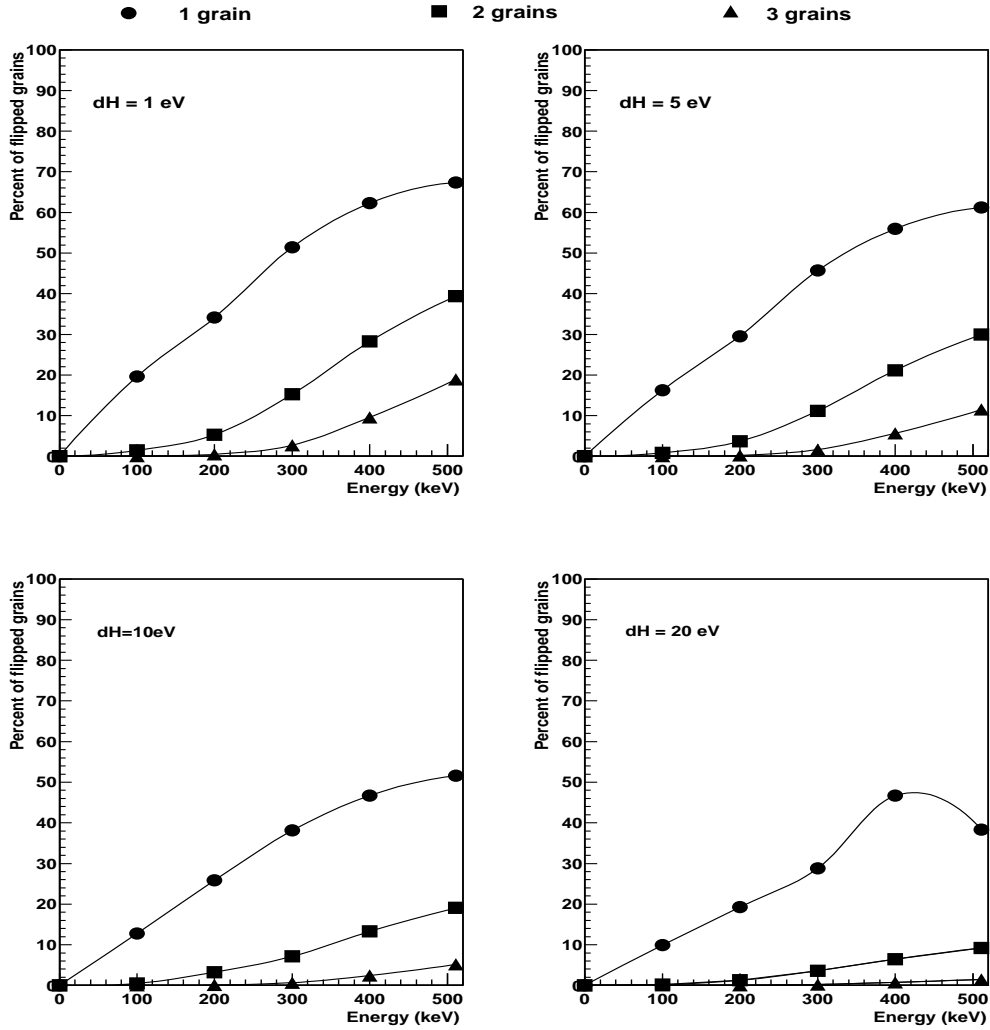 1 grain 2 grains 3 grains
Percent of flipped grains
100
90
80
70
60
50
40
30
20
10
0
dH = 1 eV
0 100 200 300 400 500
Energy (keV)
Percent of flipped grains
100
90
80
70
60
50
40
30
20
10
0
dH = 5 eV
0 100 200 300 400 500
Energy (keV)
Percent of flipped grains
100
90
80
70
60
50
40
30
20
10
0
dH=10eV
0 100 200 300 400 500
Energy (keV)
Percent of flipped grains
100
90
80
70
60
50
40
30
20
10
0
dH = 20 eV
0 100 200 300 400 500
Energy (keV)